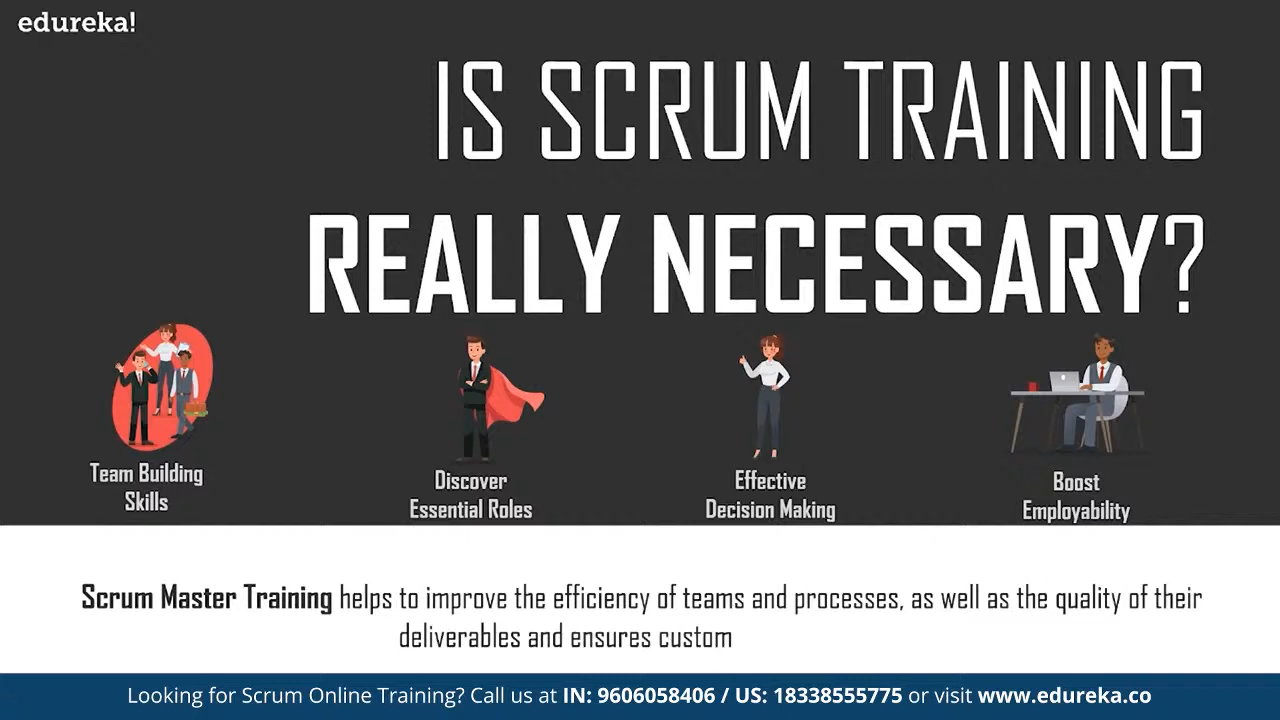 edureka!
IS SCRUM TRAINING
REALLY NECESSARY?
Team Building
Skills
Discover
Essential Roles
Effective
Decision Making
Boost
Employability
Scrum Master Training helps to improve the efficiency of teams and processes, as well as the quality of their
deliverables and ensures custom
Looking for Scrum Online Training? Call us at IN: 9606058406 / US: 18338555775 or visit www.edureka.co